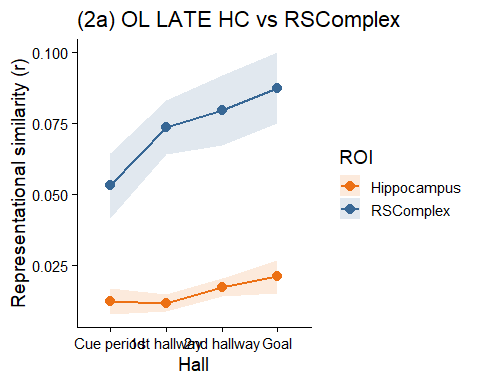 (2a) OL LATE HC vs RSComplex
Representational similarity (r)
0.100
0.075
0.050
0.025
Cue period 1st hallway 2nd hallway Goal
Hall
ROI
Hippocampus
RSComplex